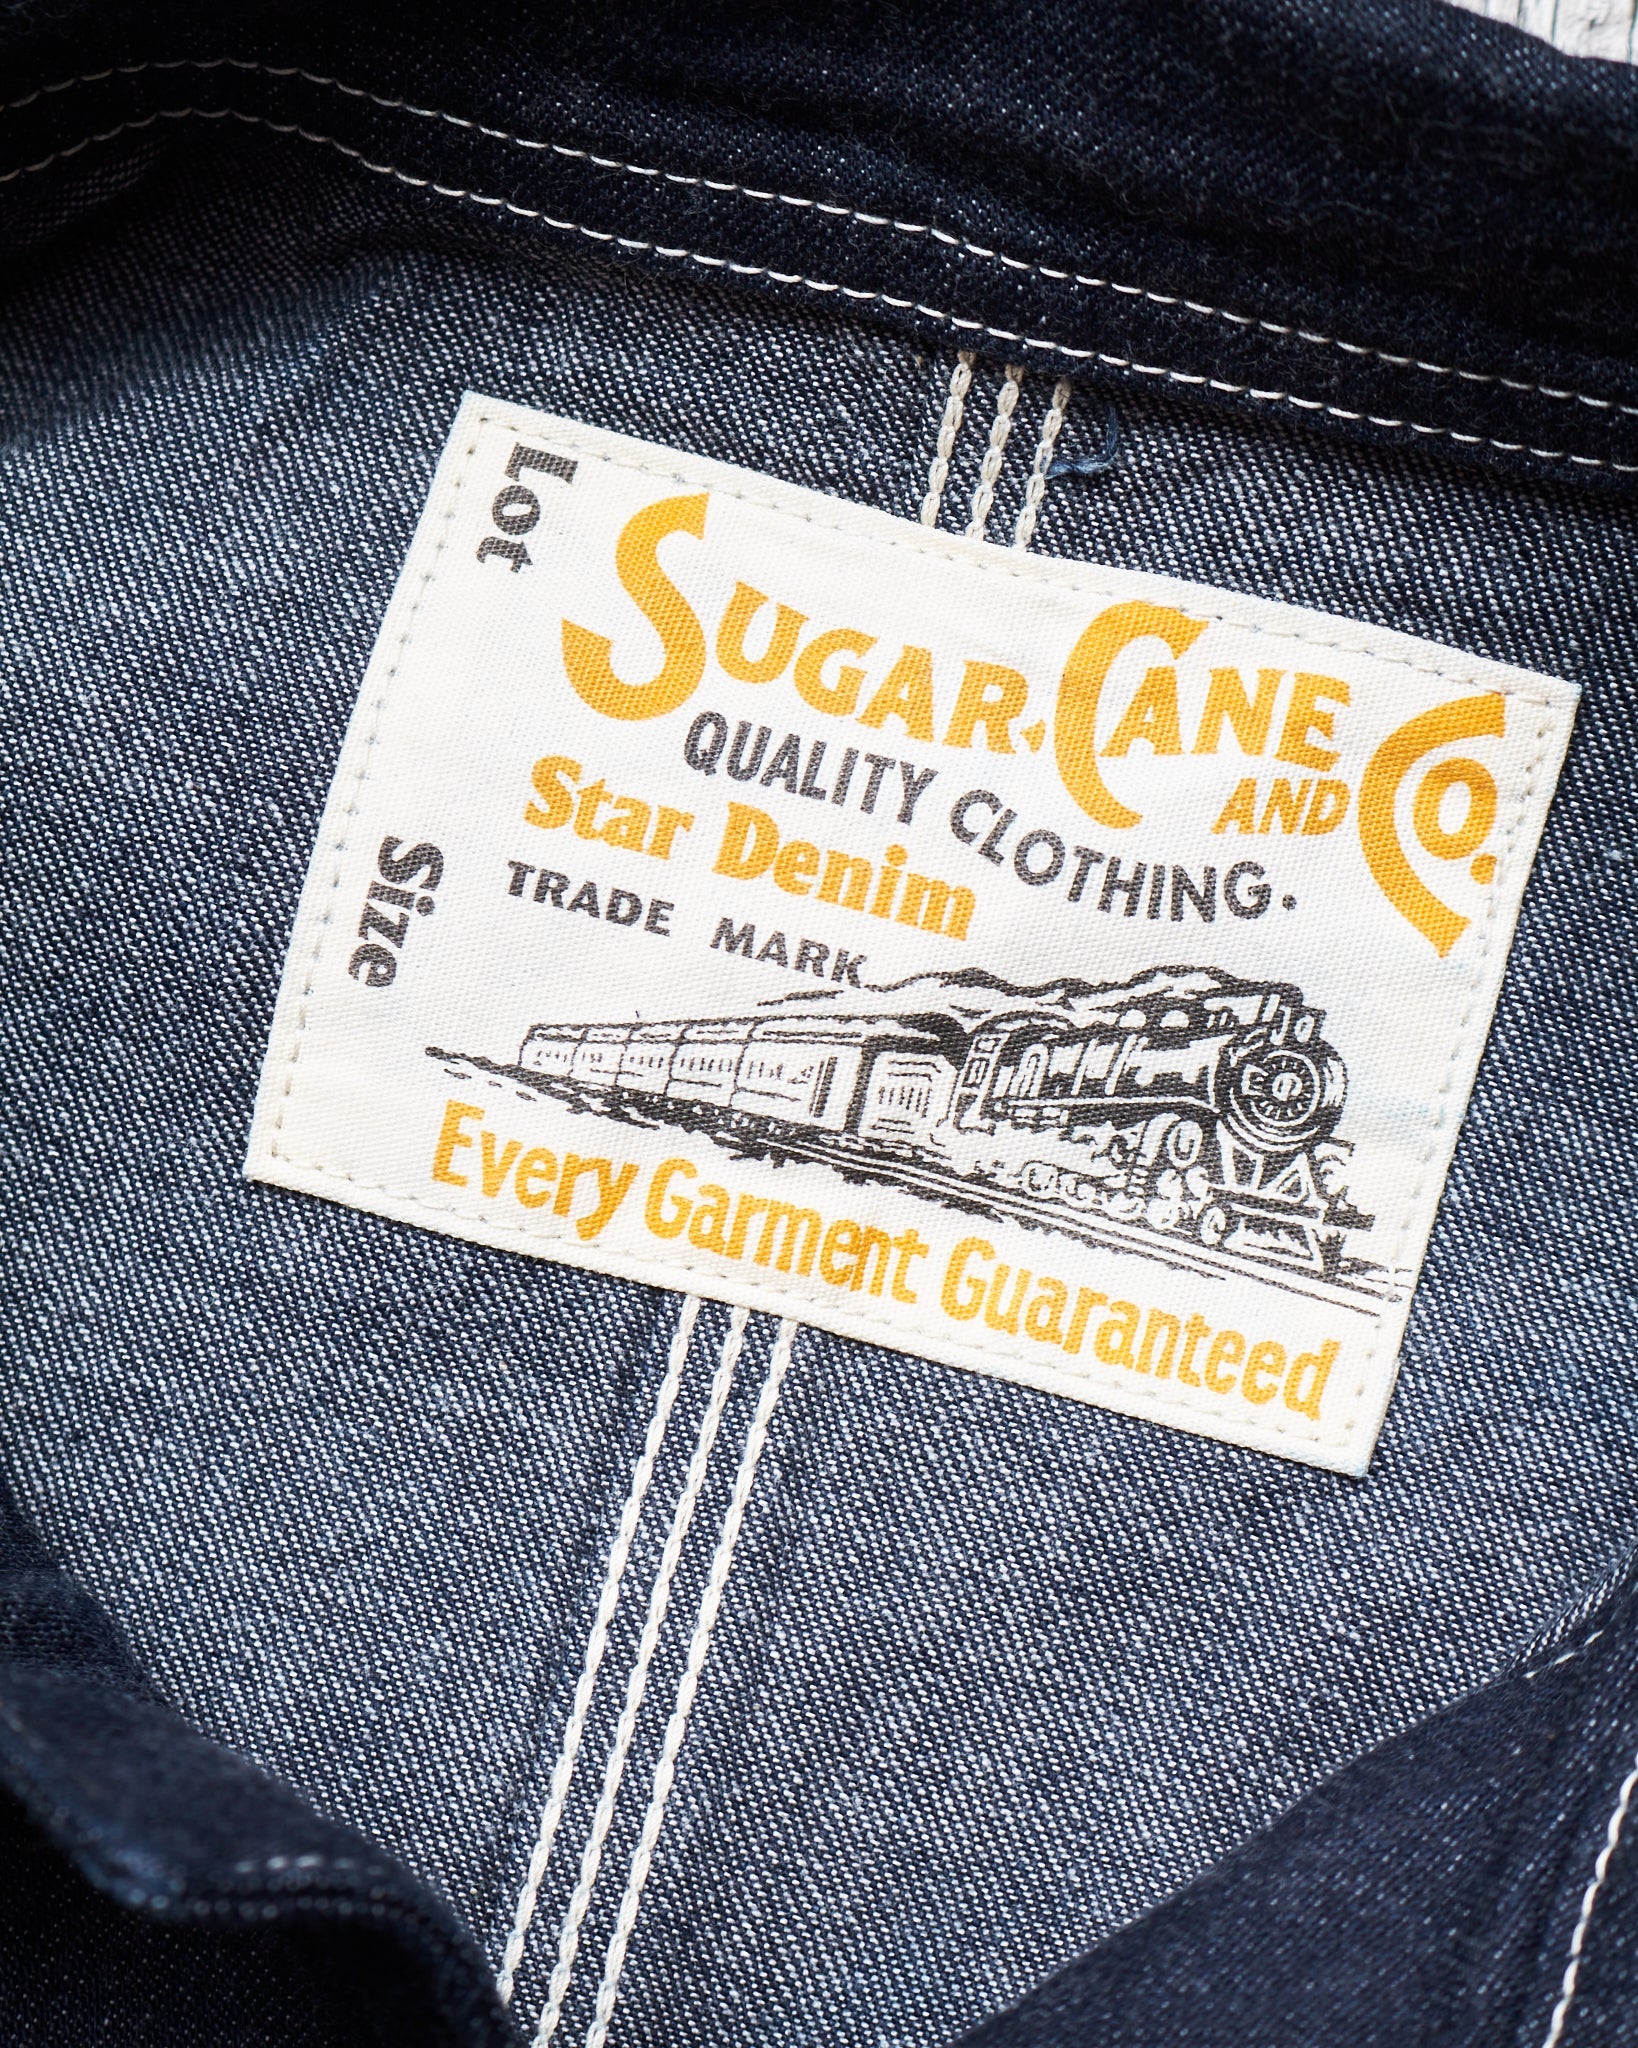 Lot
Size
SUGAR CANE AND CO.
QUALITY CLOTHING.
Star Denim
TRADE MARK
Every Garment Guaranteed